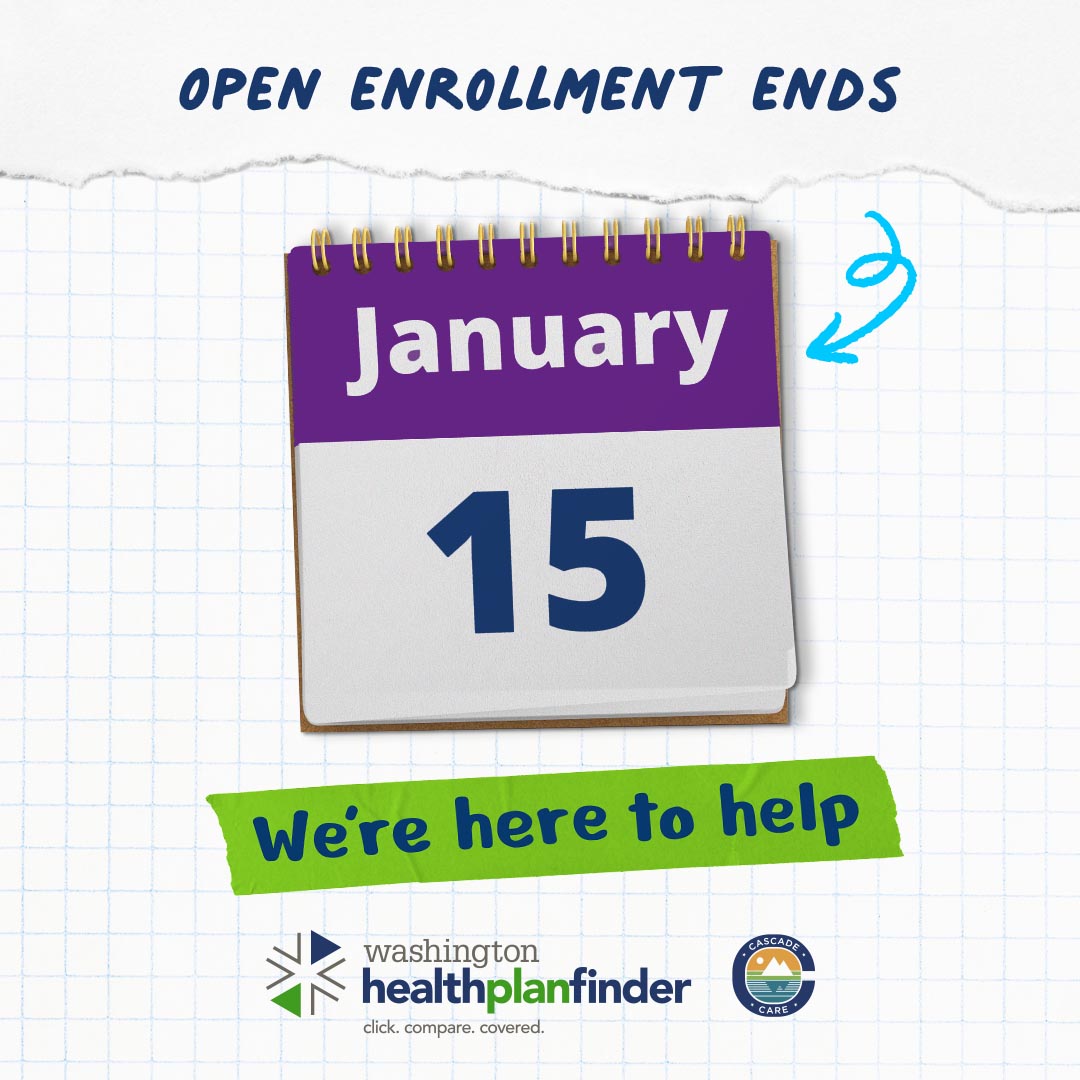 OPEN ENROLLMENT ENDS
January
15
We're here to help
washington
healthplanfinder
click. compare. covered.
CASCADE
CARE